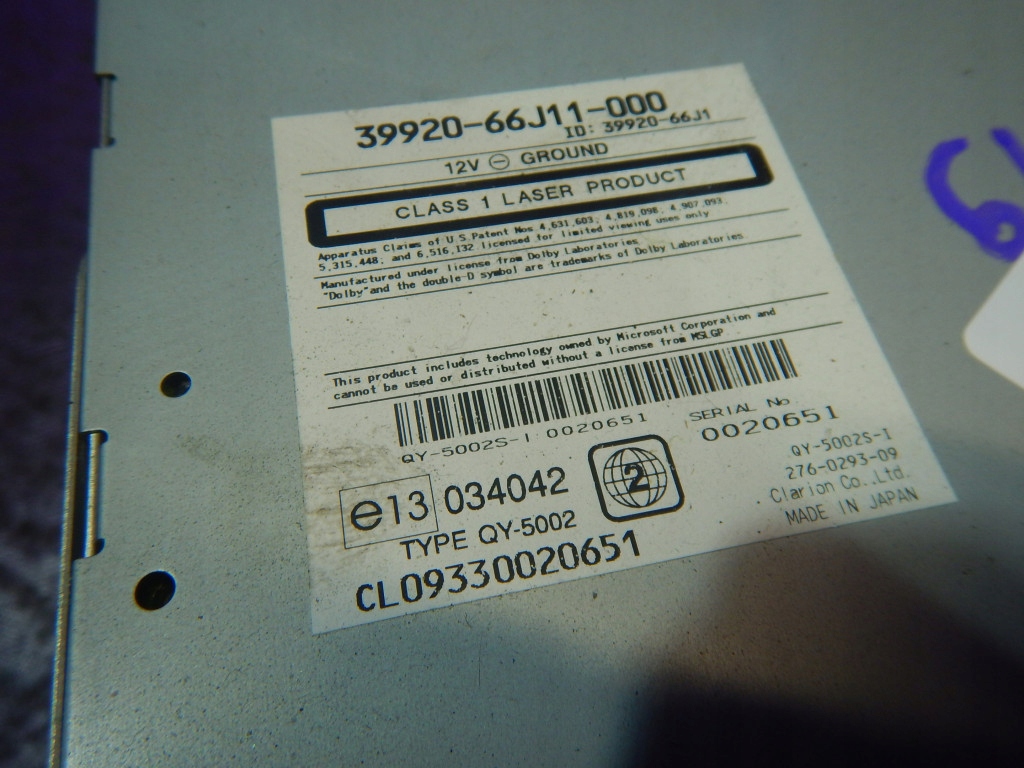 39920-66J11-000
ID: 39920-66J1
12V ⊖ GROUND
CLASS 1 LASER PRODUCT
Apparatus Claims of U.S Patent Nos 4,631,603; 4,819,098; 4,907,093;
5,315,448; and 6,516,132 licensed for limited viewing uses only
Manufactured under license from Dolby Laboratories
"Dolby"and the double-D symbol are trademarks of Dolby Laboratories
This product includes technology owned by Microsoft Corporation and
cannot be used or distributed without a license from MSLGP
QY-5002S-I 0020651
SERIAL No
0020651
e13 034042
2
QY-5002S-I
276-0293-09
Clarion Co.,Ltd.
MADE IN JAPAN
TYPE QY-5002
CL09330020651